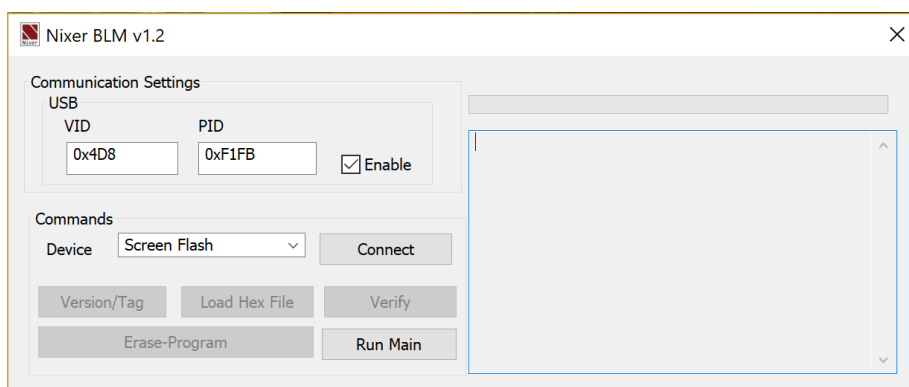 Nixer BLM v1.2
Communication Settings
USB
VID PID
0x4D8 0xF1FB Enable
Commands
Device Screen Flash Connect
Version/Tag Load Hex File Verify
Erase-Program Run Main